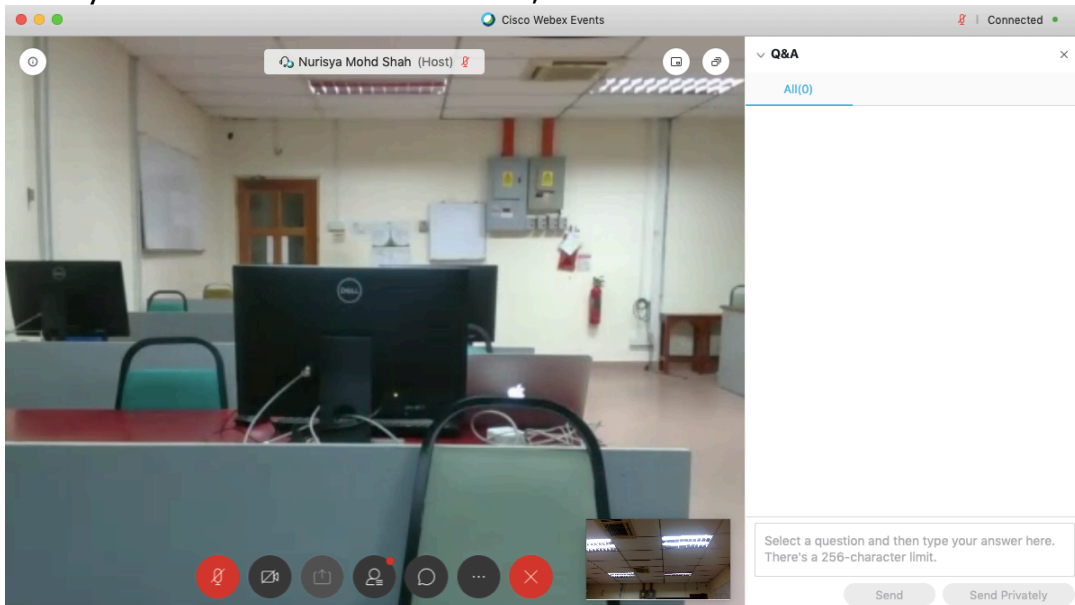 Cisco Webex Events
Connected
Nurisya Mohd Shah (Host)
Q&A
All(0)
DELL
Select a question and then type your answer here.
There's a 256-character limit.
Send
Send Privately